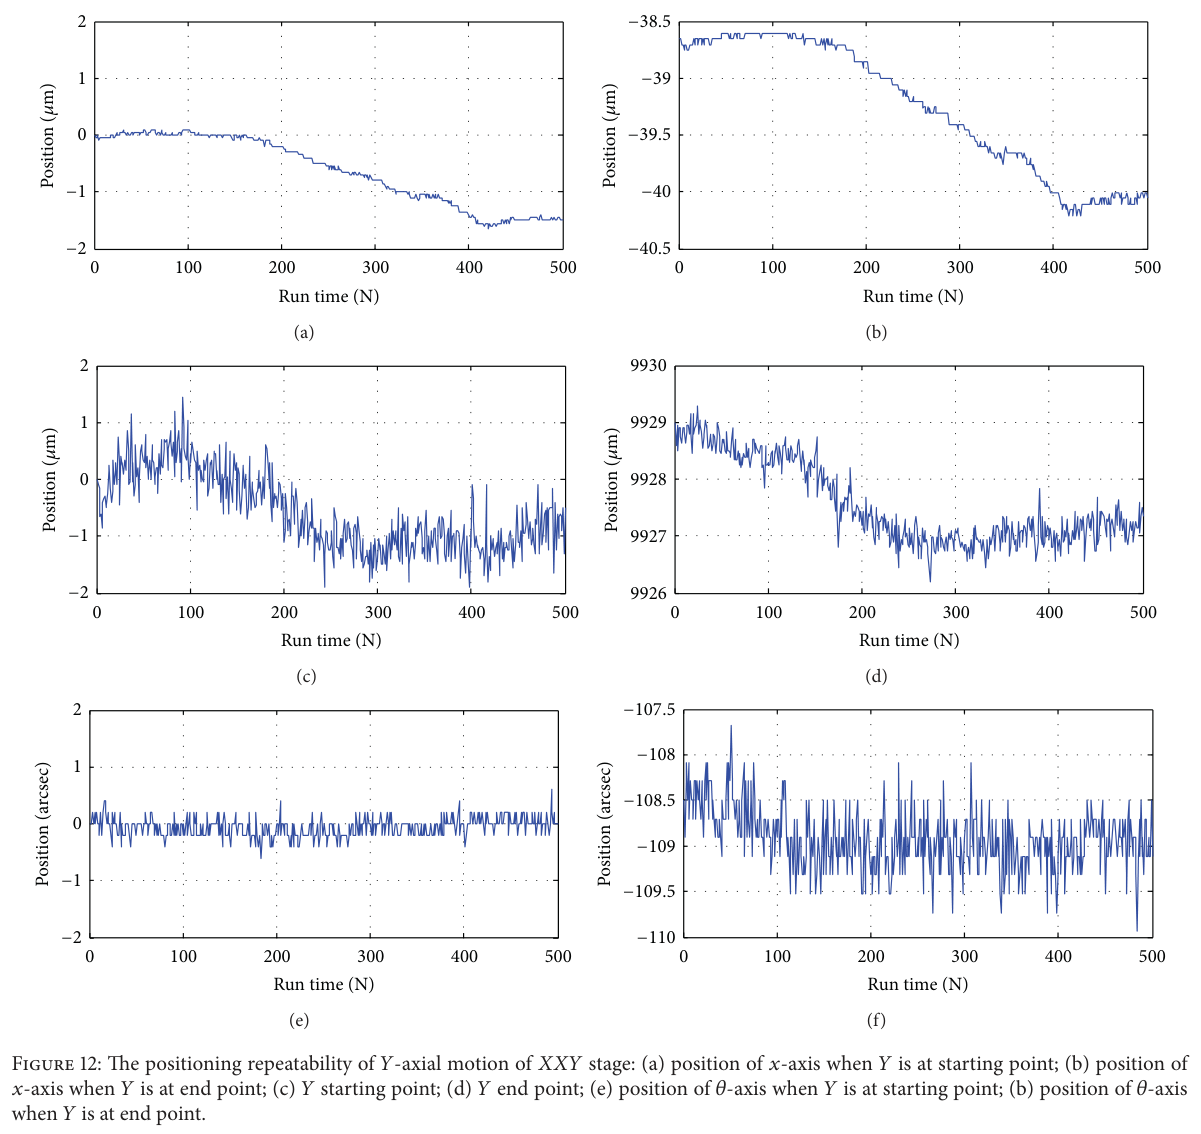 2
1
0
−1
−2
Position (μm)
0 100 200 300 400 500
Run time (N)
(a)
−38.5
−39
−39.5
−40
−40.5
Position (μm)
0 100 200 300 400 500
Run time (N)
(b)
2
1
0
−1
−2
Position (μm)
0 100 200 300 400 500
Run time (N)
(c)
9930
9929
9928
9927
9926
Position (μm)
0 100 200 300 400 500
Run time (N)
(d)
2
1
0
−1
−2
Position (arcsec)
0 100 200 300 400 500
Run time (N)
(e)
−107.5
−108
−108.5
−109
−109.5
−110
Position (arcsec)
0 100 200 300 400 500
Run time (N)
(f)
Figure 12: The positioning repeatability of Y-axial motion of XXY stage: (a) position of x-axis when Y is at starting point; (b) position of
x-axis when Y is at end point; (c) Y starting point; (d) Y end point; (e) position of θ-axis when Y is at starting point; (b) position of θ-axis
when Y is at end point.